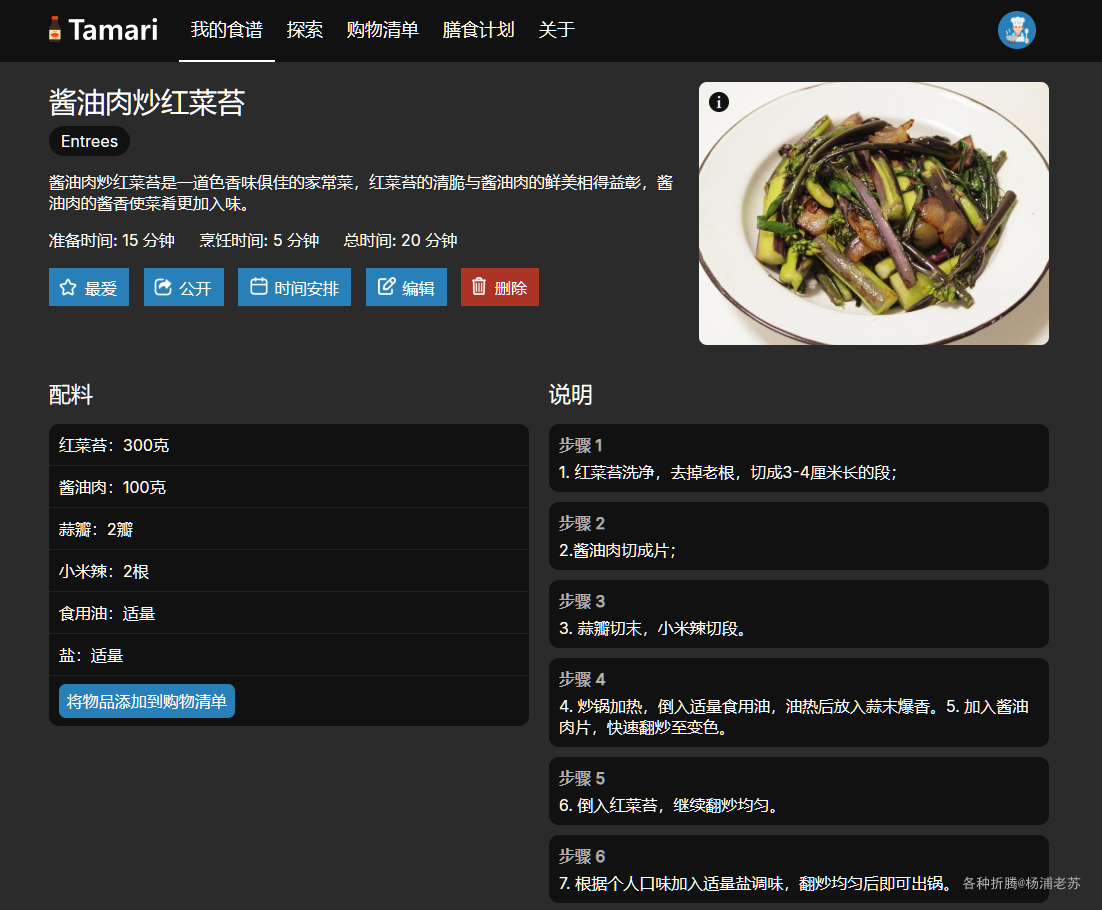 Tamari
我的食谱 探索 购物清单 膳食计划 关于
酱油肉炒红菜苔
Entrees
酱油肉炒红菜苔是一道色香味俱佳的家常菜，红菜苔的清脆与酱油肉的鲜美相得益彰，酱
油肉的酱香使菜肴更加入味。
准备时间: 15 分钟 烹饪时间: 5 分钟 总时间: 20 分钟
最爱 公开 时间安排 编辑 删除
i
配料
红菜苔：300克
酱油肉：100克
蒜瓣：2瓣
小米辣：2根
食用油：适量
盐：适量
将物品添加到购物清单
说明
步骤 1
1. 红菜苔洗净，去掉老根，切成3-4厘米长的段；
步骤 2
2.酱油肉切成片；
步骤 3
3. 蒜瓣切末，小米辣切段。
步骤 4
4. 炒锅加热，倒入适量食用油，油热后放入蒜末爆香。5. 加入酱油
肉片，快速翻炒至变色。
步骤 5
6. 倒入红菜苔，继续翻炒均匀。
步骤 6
7. 根据个人口味加入适量盐调味，翻炒均匀后即可出锅。
各种折腾@杨浦老苏